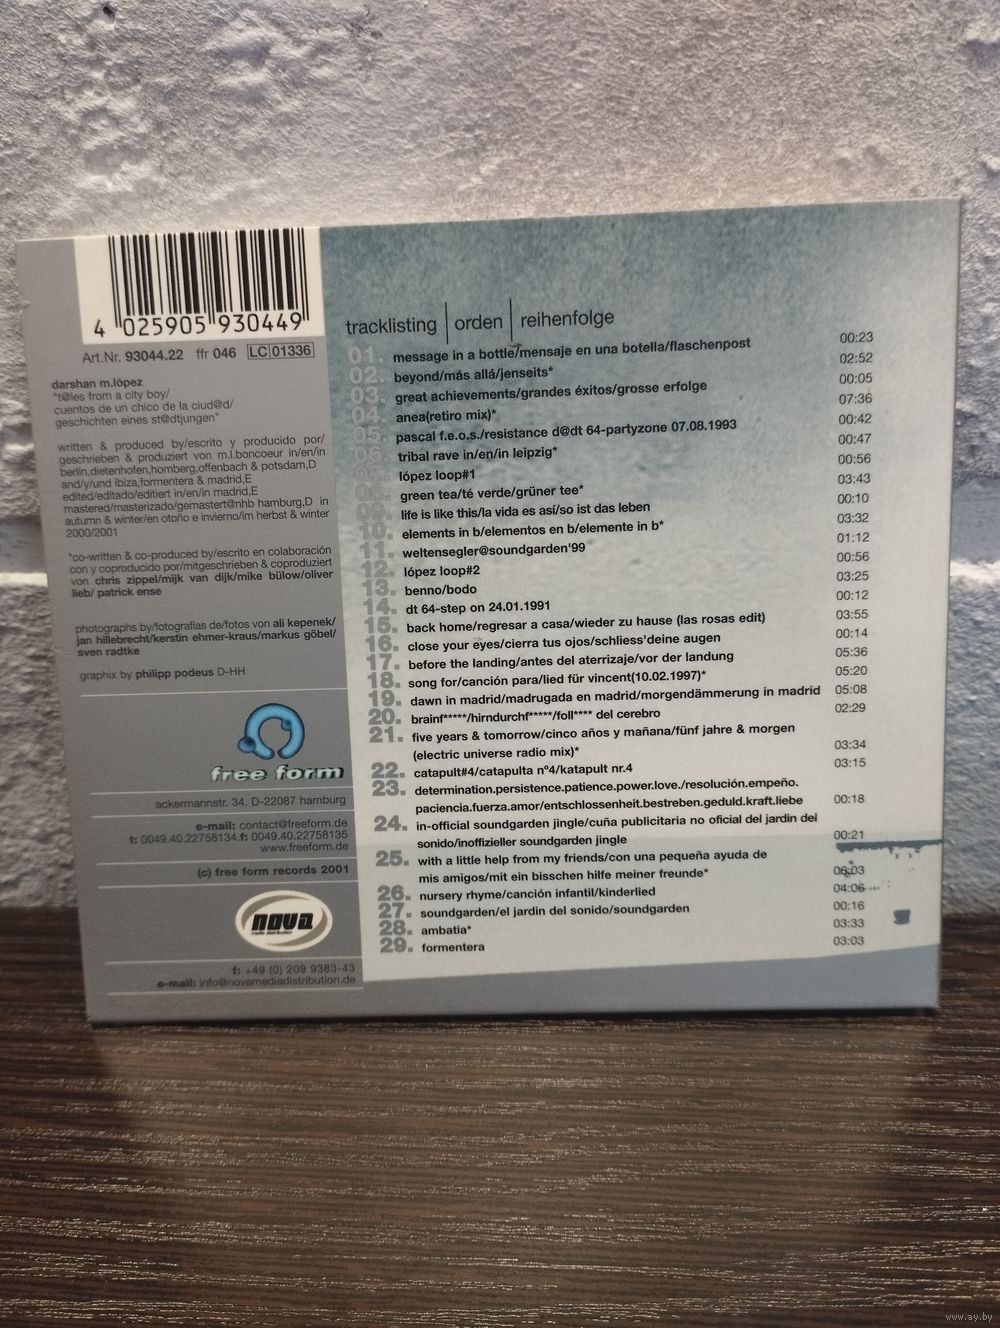 4 025905 930449
Art.Nr. 93044.22 ffr 046 LC 01336
darshan m.lópez
"t@les from a city boy/
cuentos de un chico de la ciud@d/
geschichten eines st@dtjungen"
written & produced by/escrito y producido por/
geschrieben & produziert von m.l.boncoeur in/en/in
berlin,dietenhofen,homberg,offenbach & potsdam,D
and/y/und ibiza,formentera & madrid,E
edited/editado/editiert in/en/in madrid,E
mastered/masterizado/gemastert@nhb hamburg,D in
autumn & winter/en otoño e invierno/im herbst & winter
2000/2001
*co-written & co-produced by/escrito en colaboración
con y coproducido por/mitgeschrieben & coproduziert
von chris zippel/mijk van dijk/mike bülow/oliver
lieb/ patrick ense
photographs by/fotografias de/fotos von ali kepenek/
jan hillebrecht/kerstin ehmer-kraus/markus göbel/
sven radtke
graphix by philipp podeus D-HH
free form
ackermannstr. 34. D-22087 hamburg
e-mail: contact@freeform.de
t: 0049.40.22758134.f: 0049.40.22758135
www.freeform.de
(c) free form records 2001
nova
media distribution
f: +49 (0) 209 9383-43
e-mail: info@novamediadistribution.de
tracklisting | orden | reihenfolge
01. message in a bottle/mensaje en una botella/flaschenpost 00:23
02. beyond/más allá/jenseits* 02:52
03. great achievements/grandes éxitos/grosse erfolge 00:05
04. anea(retiro mix)* 07:36
05. pascal f.e.o.s./resistance d@dt 64-partyzone 07.08.1993 00:42
06. tribal rave in/en/in leipzig* 00:47
07. lópez loop#1 00:56
08. green tea/té verde/grüner tee* 03:43
09. life is like this/la vida es así/so ist das leben 00:10
10. elements in b/elementos en b/elemente in b* 03:32
11. weltensegler@soundgarden'99 01:12
12. lópez loop#2 00:56
13. benno/bodo 03:25
14. dt 64-step on 24.01.1991 00:12
15. back home/regresar a casa/wieder zu hause (las rosas edit) 03:55
16. close your eyes/cierra tus ojos/schliess'deine augen 00:14
17. before the landing/antes del aterrizaje/vor der landung 05:36
18. song for/canción para/lied für vincent(10.02.1997)* 05:20
19. dawn in madrid/madrugada en madrid/morgendämmerung in madrid 05:08
20. brainf*****/hirndurchf*****/foll**** del cerebro 02:29
21. five years & tomorrow/cinco años y mañana/fünf jahre & morgen
(electric universe radio mix)* 03:34
22. catapult#4/catapulta nº4/katapult nr.4 03:15
23. determination.persistence.patience.power.love./resolución.empeño.
paciencia.fuerza.amor/entschlossenheit.bestreben.geduld.kraft.liebe 00:18
24. in-official soundgarden jingle/cuña publicitaria no oficial del jardin del
sonido/inoffizieller soundgarden jingle 00:21
25. with a little help from my friends/con una pequeña ayuda de
mis amigos/mit ein bisschen hilfe meiner freunde* 06:03
26. nursery rhyme/canción infantil/kinderlied 04:06
27. soundgarden/el jardin del sonido/soundgarden 00:16
28. ambatia* 03:33
29. formentera 03:03
www.ay.by